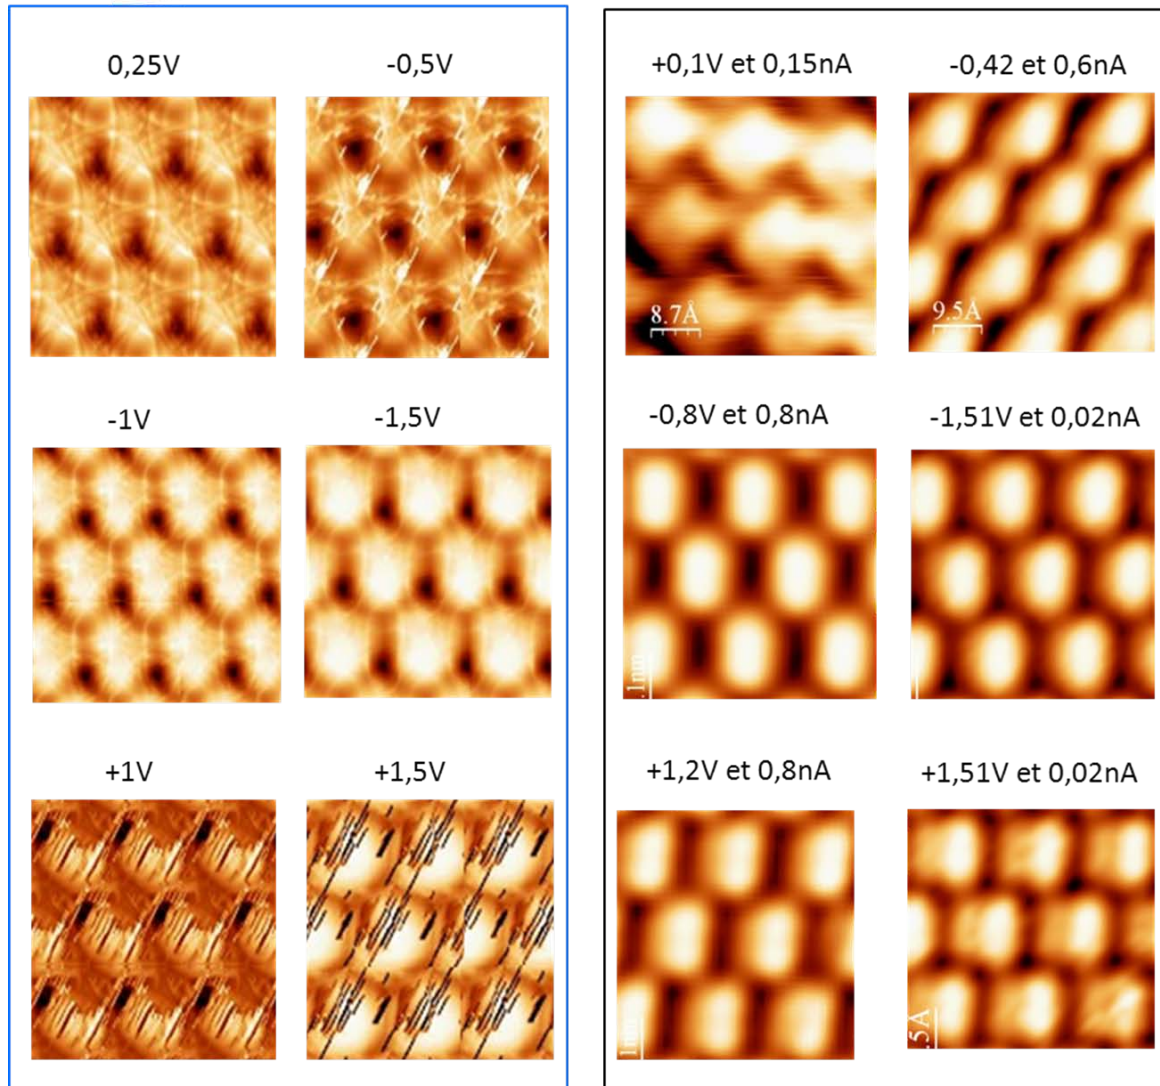 0,25V
-0,5V
+0,1V et 0,15nA
-0,42 et 0,6nA
8.7Å
9.5Å
-1V
-1,5V
-0,8V et 0,8nA
-1,51V et 0,02nA
.1nm
+1V
+1,5V
+1,2V et 0,8nA
+1,51V et 0,02nA
1nm
.5A